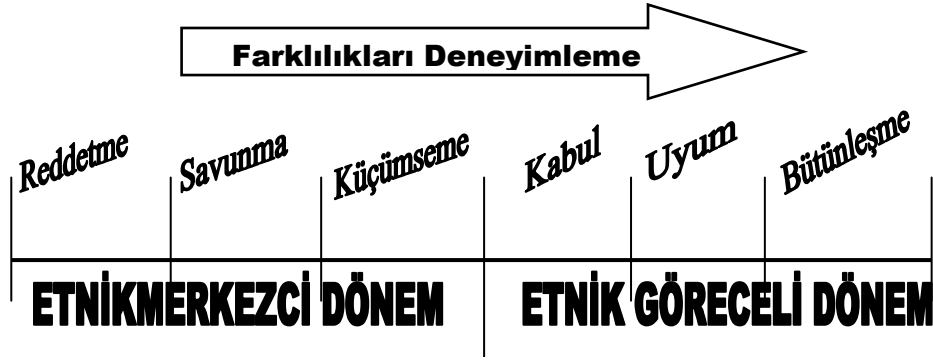 Farklılıkları Deneyimleme
Reddetme
Savunma
Küçümseme
Kabul
Uyum
Bütünleşme
ETNİKMERKEZCİ DÖNEM
ETNİK GÖRECELİ DÖNEM